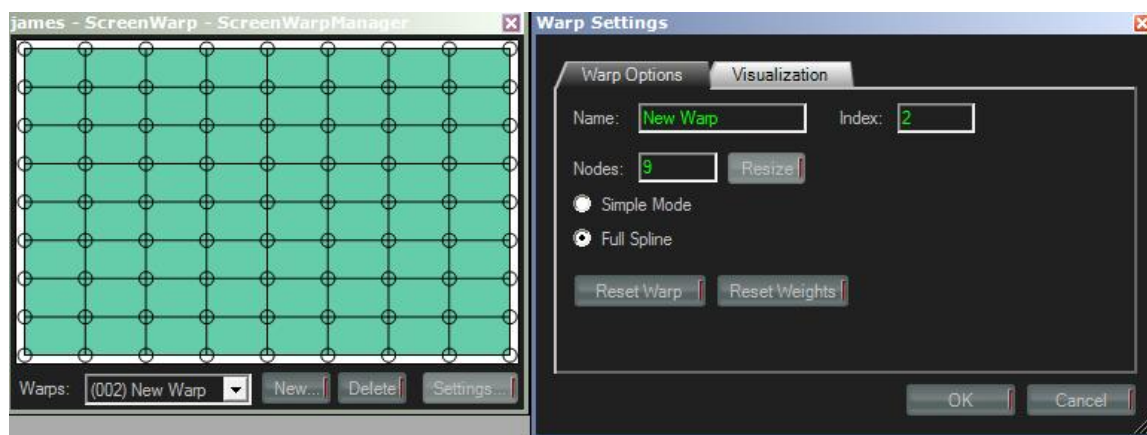 james - ScreenWarp - ScreenWarpManager
Warps: (002) New Warp New... Delete Settings...
Warp Settings
Warp Options Visualization
Name: New Warp Index: 2
Nodes: 9 Resize
Simple Mode
Full Spline
Reset Warp Reset Weights
OK Cancel